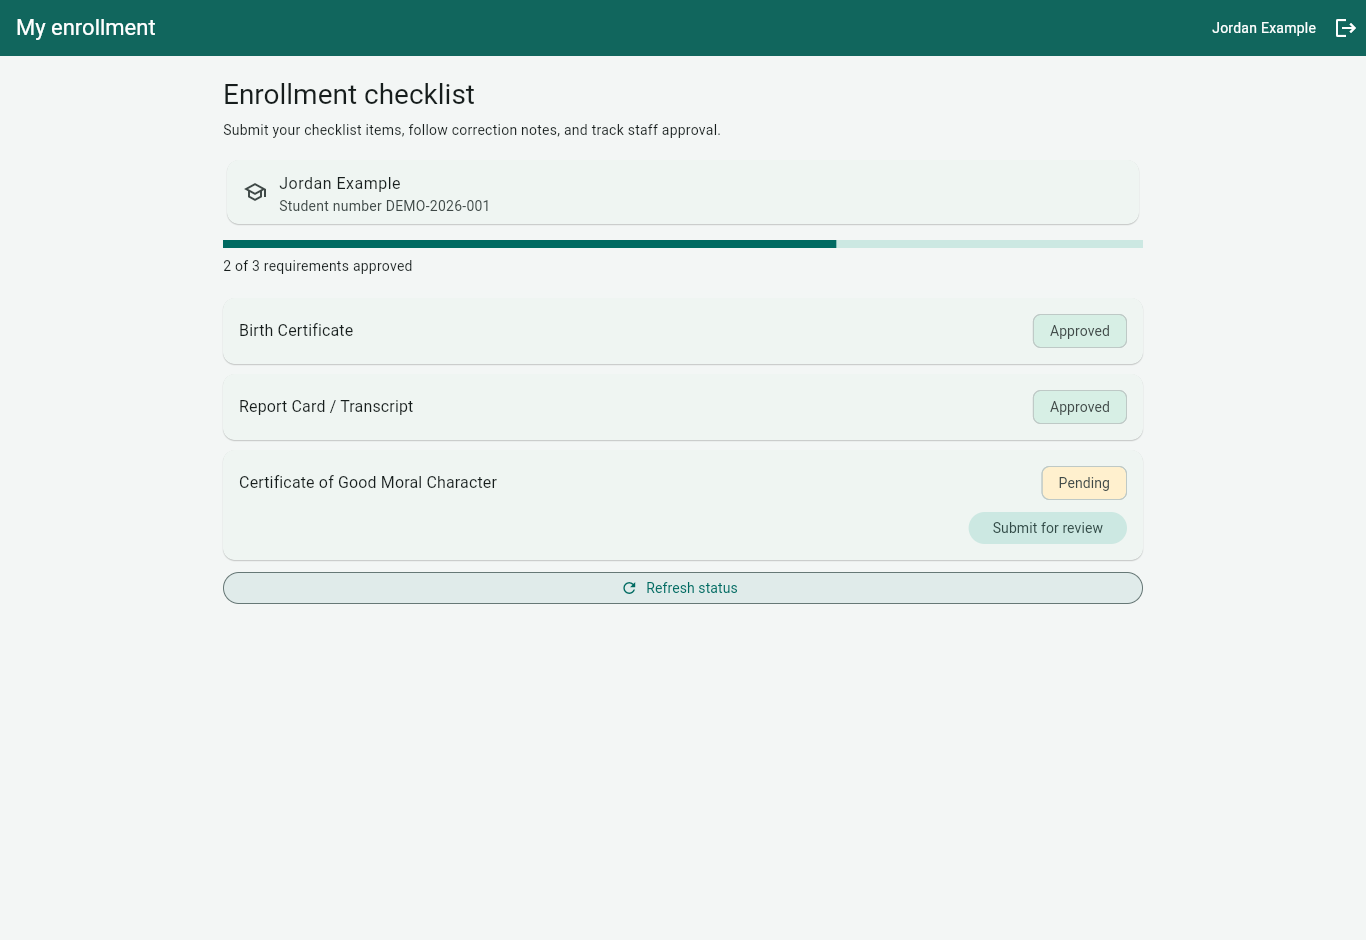 My enrollment
Jordan Example
Enrollment checklist
Submit your checklist items, follow correction notes, and track staff approval.
Jordan Example
Student number DEMO-2026-001
2 of 3 requirements approved
Birth Certificate
Approved
Report Card / Transcript
Approved
Certificate of Good Moral Character
Pending
Submit for review
Refresh status